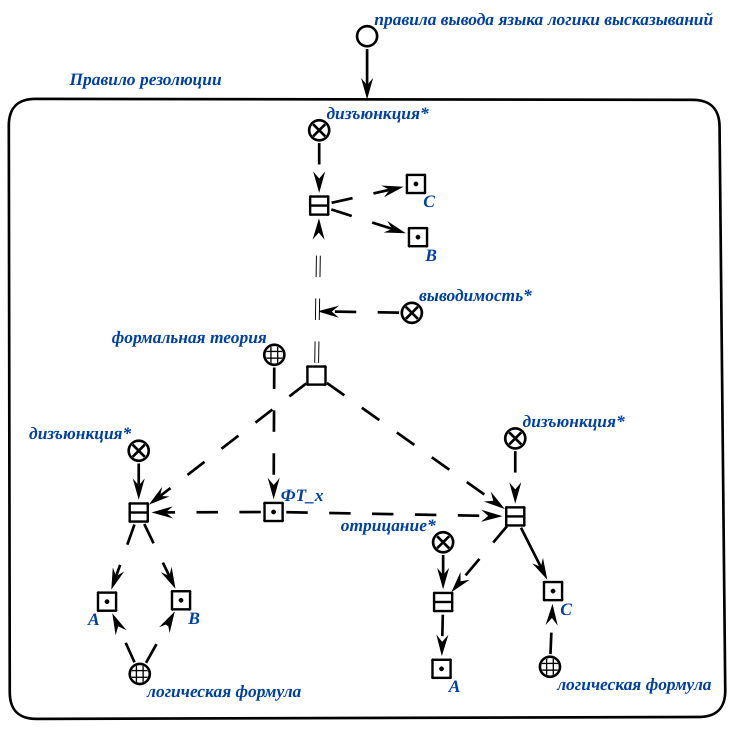 правила вывода языка логики высказываний
Правило резолюции
дизъюнкция*
C
B
выводимость*
формальная теория
дизъюнкция*
дизъюнкция*
ФТ_x
отрицание*
A
B
C
логическая формула
A
логическая формула